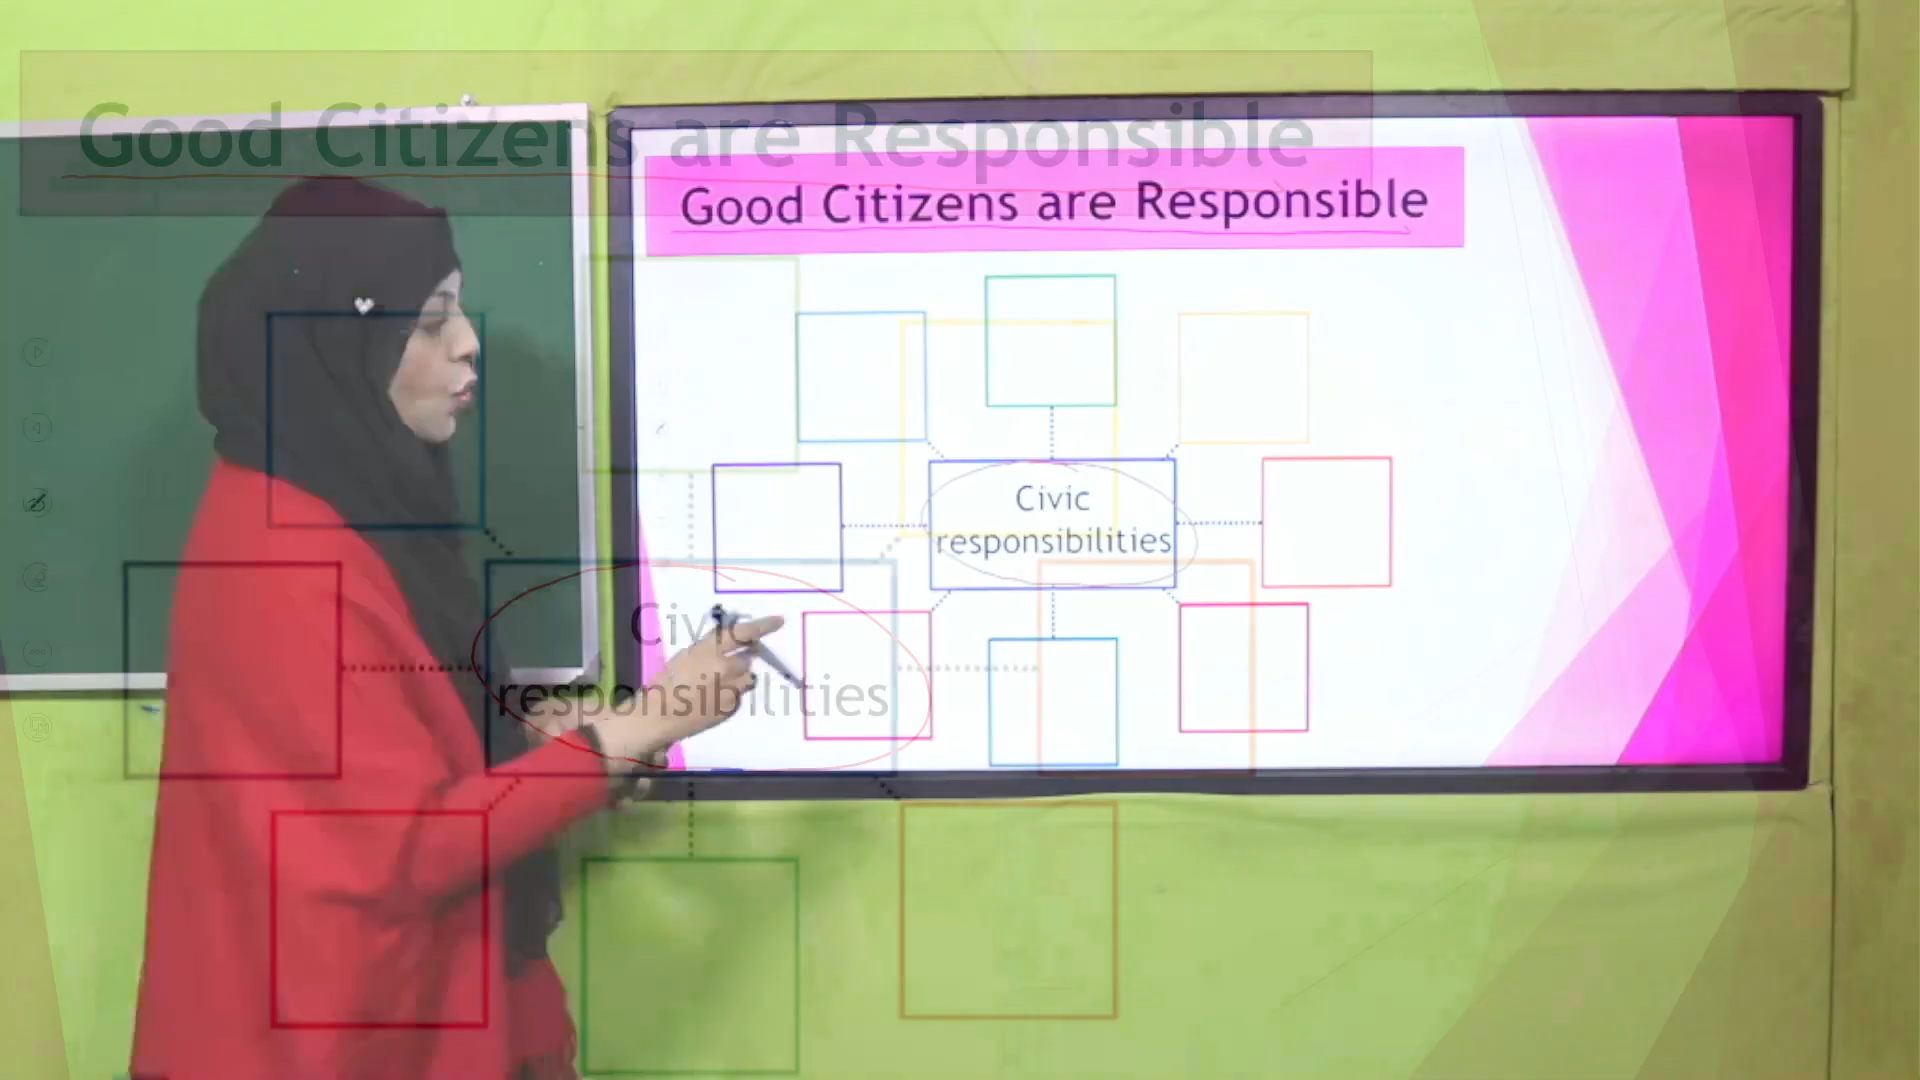 Good Citizens are Responsible
Good Citizens are Responsible
Civic
responsibilities
Civic
responsibilities